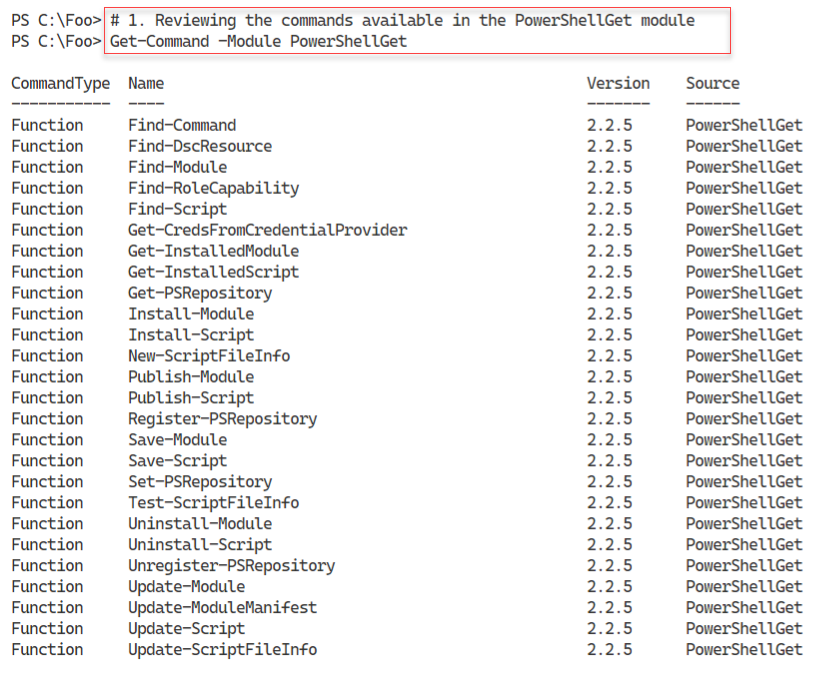 PS C:\Foo> # 1. Reviewing the commands available in the PowerShellGet module
PS C:\Foo> Get-Command -Module PowerShellGet
CommandType Name Version Source
----------- ---- ------- ------
Function Find-Command 2.2.5 PowerShellGet
Function Find-DscResource 2.2.5 PowerShellGet
Function Find-Module 2.2.5 PowerShellGet
Function Find-RoleCapability 2.2.5 PowerShellGet
Function Find-Script 2.2.5 PowerShellGet
Function Get-CredsFromCredentialProvider 2.2.5 PowerShellGet
Function Get-InstalledModule 2.2.5 PowerShellGet
Function Get-InstalledScript 2.2.5 PowerShellGet
Function Get-PSRepository 2.2.5 PowerShellGet
Function Install-Module 2.2.5 PowerShellGet
Function Install-Script 2.2.5 PowerShellGet
Function New-ScriptFileInfo 2.2.5 PowerShellGet
Function Publish-Module 2.2.5 PowerShellGet
Function Publish-Script 2.2.5 PowerShellGet
Function Register-PSRepository 2.2.5 PowerShellGet
Function Save-Module 2.2.5 PowerShellGet
Function Save-Script 2.2.5 PowerShellGet
Function Set-PSRepository 2.2.5 PowerShellGet
Function Test-ScriptFileInfo 2.2.5 PowerShellGet
Function Uninstall-Module 2.2.5 PowerShellGet
Function Uninstall-Script 2.2.5 PowerShellGet
Function Unregister-PSRepository 2.2.5 PowerShellGet
Function Update-Module 2.2.5 PowerShellGet
Function Update-ModuleManifest 2.2.5 PowerShellGet
Function Update-Script 2.2.5 PowerShellGet
Function Update-ScriptFileInfo 2.2.5 PowerShellGet